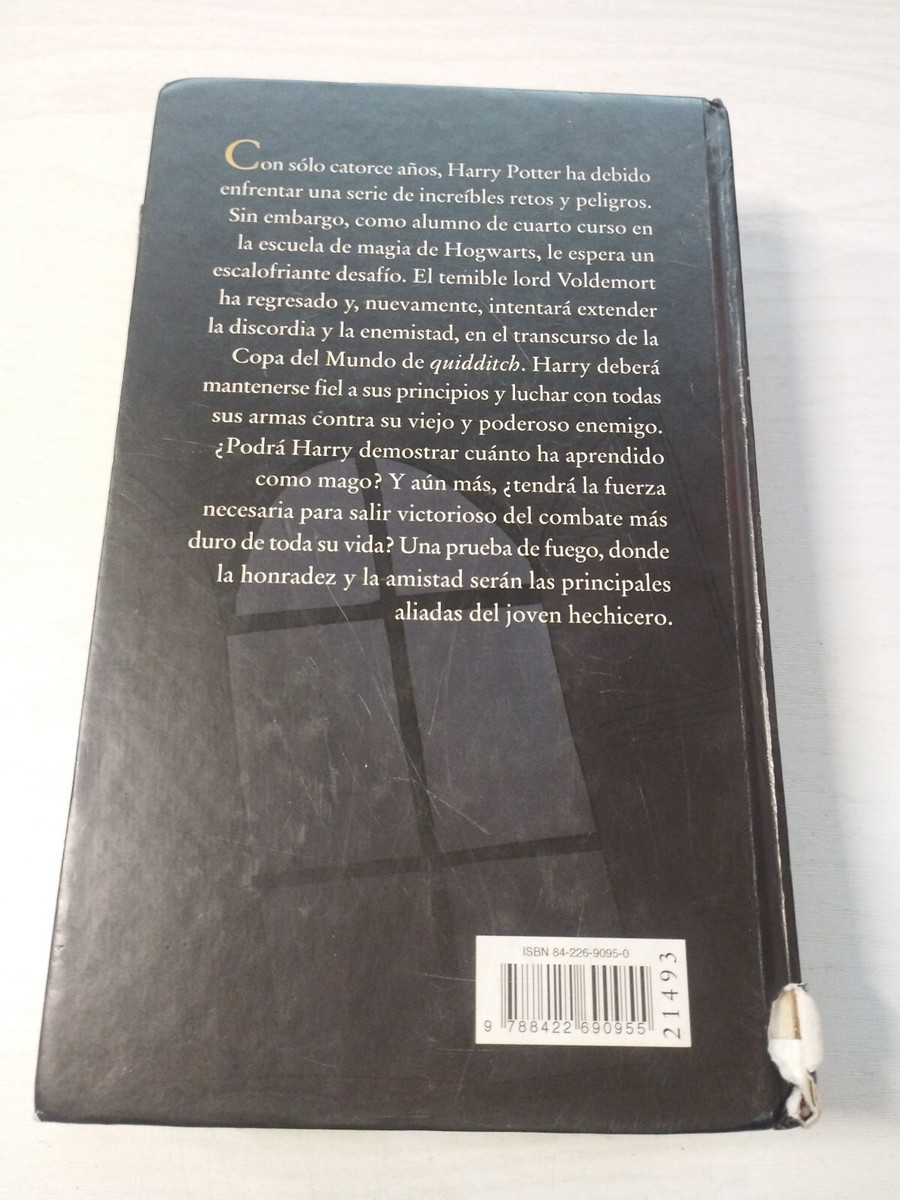 Con sólo catorce años, Harry Potter ha debido
enfrentar una serie de increíbles retos y peligros.
Sin embargo, como alumno de cuarto curso en
la escuela de magia de Hogwarts, le espera un
escalofriante desafío. El temible lord Voldemort
ha regresado y, nuevamente, intentará extender
la discordia y la enemistad, en el transcurso de la
Copa del Mundo de quidditch. Harry deberá
mantenerse fiel a sus principios y luchar con todas
sus armas contra su viejo y poderoso enemigo.
¿Podrá Harry demostrar cuánto ha aprendido
como mago? Y aún más, ¿tendrá la fuerza
necesaria para salir victorioso del combate más
duro de toda su vida? Una prueba de fuego, donde
la honradez y la amistad serán las principales
aliadas del joven hechicero.
ISBN 84-226-9095-0
9 788422 690955
21493